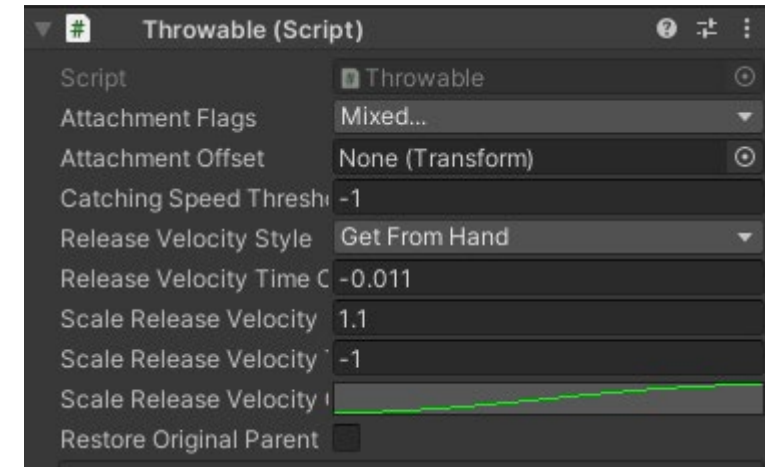 # Throwable (Script)
Script # Throwable
Attachment Flags Mixed...
Attachment Offset None (Transform)
Catching Speed Thresh -1
Release Velocity Style Get From Hand
Release Velocity Time -0.011
Scale Release Velocity 1.1
Scale Release Velocity -1
Scale Release Velocity
Restore Original Parent